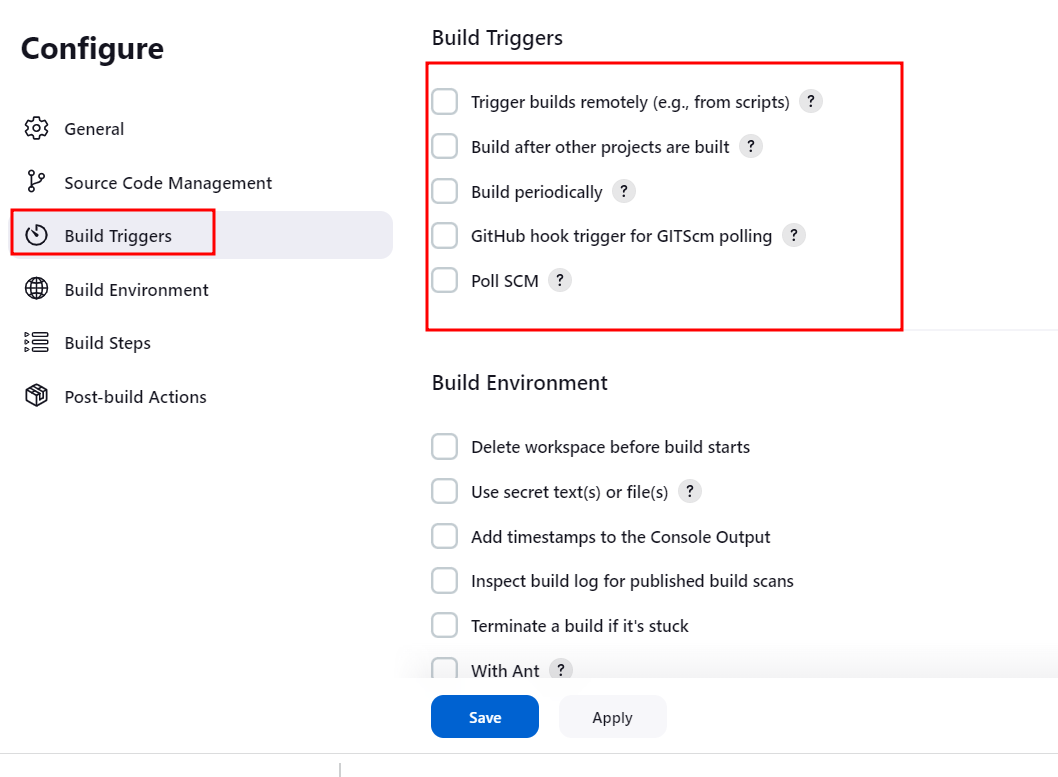 Configure
General
Source Code Management
Build Triggers
Build Environment
Build Steps
Post-build Actions
Build Triggers
Trigger builds remotely (e.g., from scripts) ?
Build after other projects are built ?
Build periodically ?
GitHub hook trigger for GITScm polling ?
Poll SCM ?
Build Environment
Delete workspace before build starts
Use secret text(s) or file(s) ?
Add timestamps to the Console Output
Inspect build log for published build scans
Terminate a build if it's stuck
With Ant ?
Save Apply